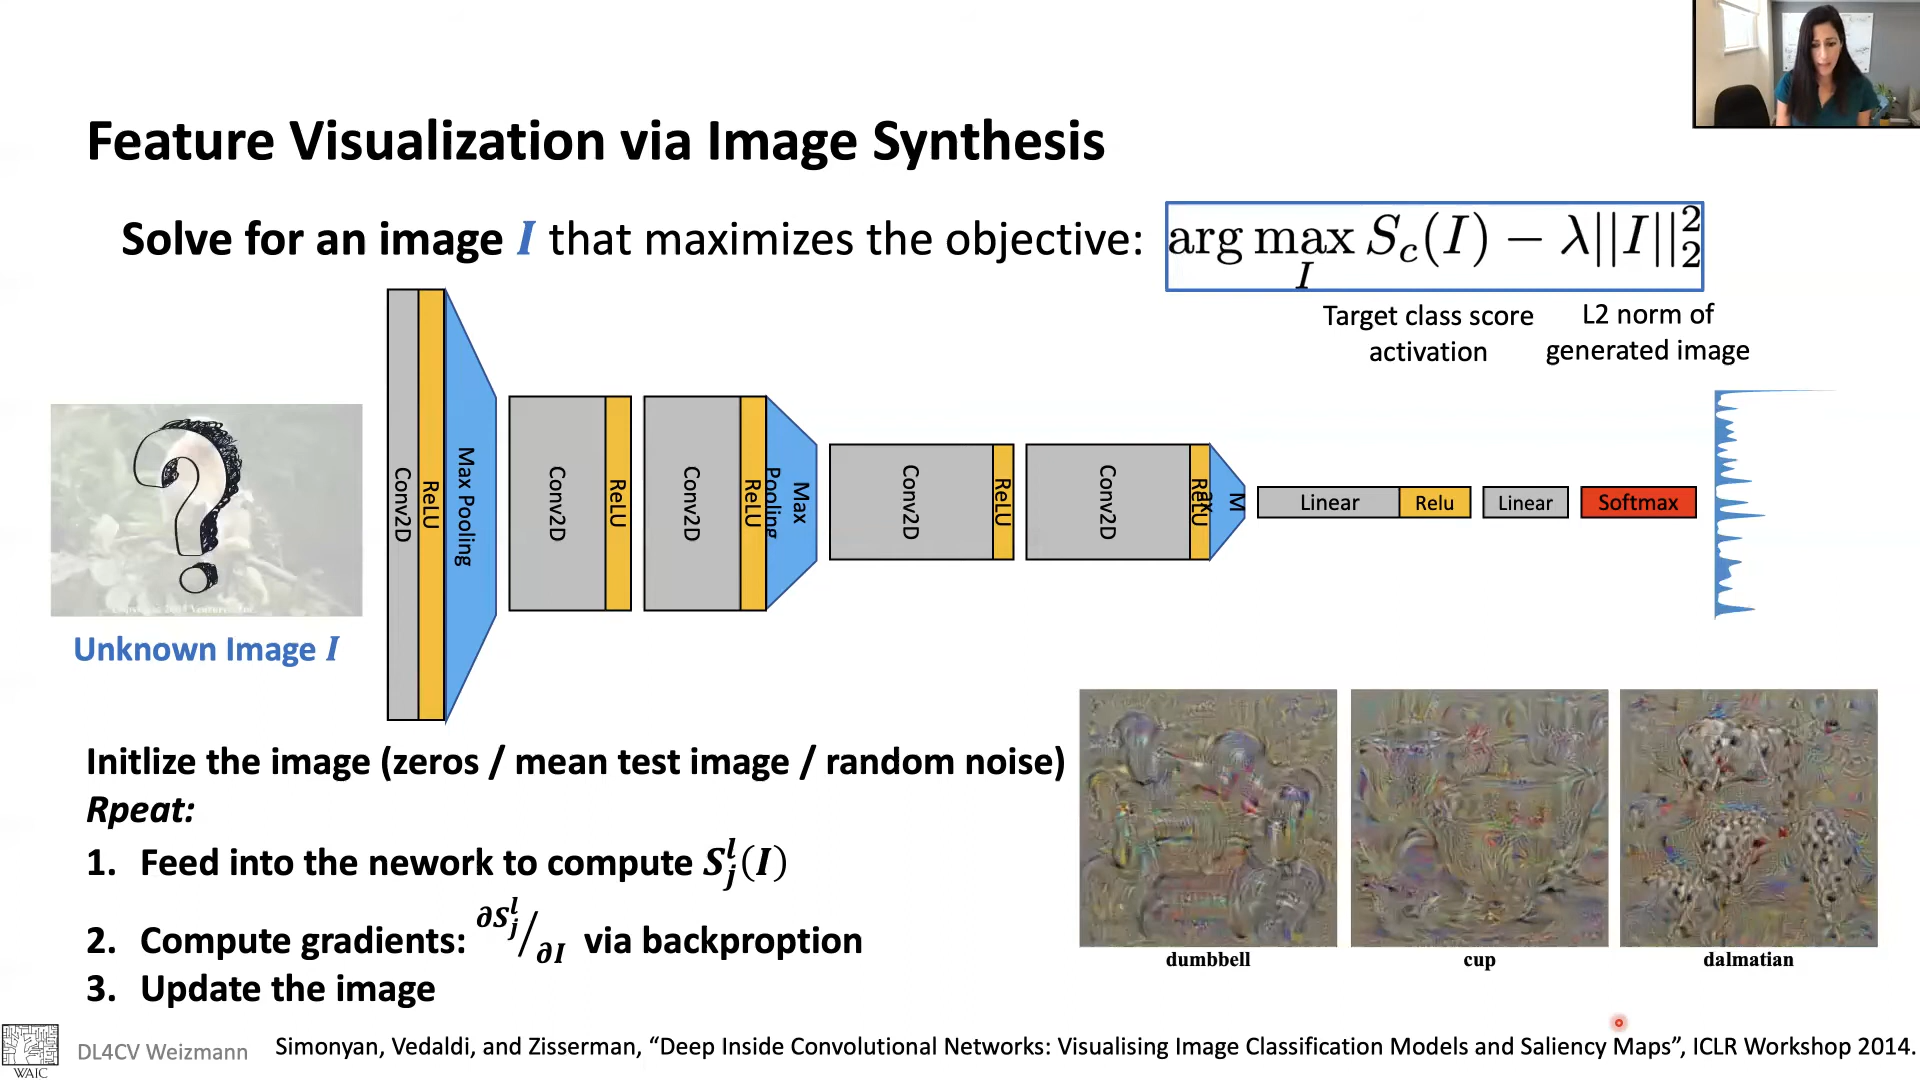 Feature Visualization via Image Synthesis
Solve for an image I that maximizes the objective:
arg max S_c(I) − λ||I||₂²
I
Target class score activation
L2 norm of generated image
Conv2D
ReLU
Max Pooling
Conv2D
ReLU
Conv2D
ReLU
Max Pooling
Conv2D
ReLU
Conv2D
ReLU
M
ax
Linear
Relu
Linear
Softmax
Unknown Image I
Initlize the image (zeros / mean test image / random noise)
Rpeat:
1. Feed into the nework to compute S_j^l(I)
2. Compute gradients: ∂S_j^l/∂I via backproption
3. Update the image
dumbbell
cup
dalmatian
WAIC
DL4CV Weizmann
Simonyan, Vedaldi, and Zisserman, “Deep Inside Convolutional Networks: Visualising Image Classification Models and Saliency Maps”, ICLR Workshop 2014.